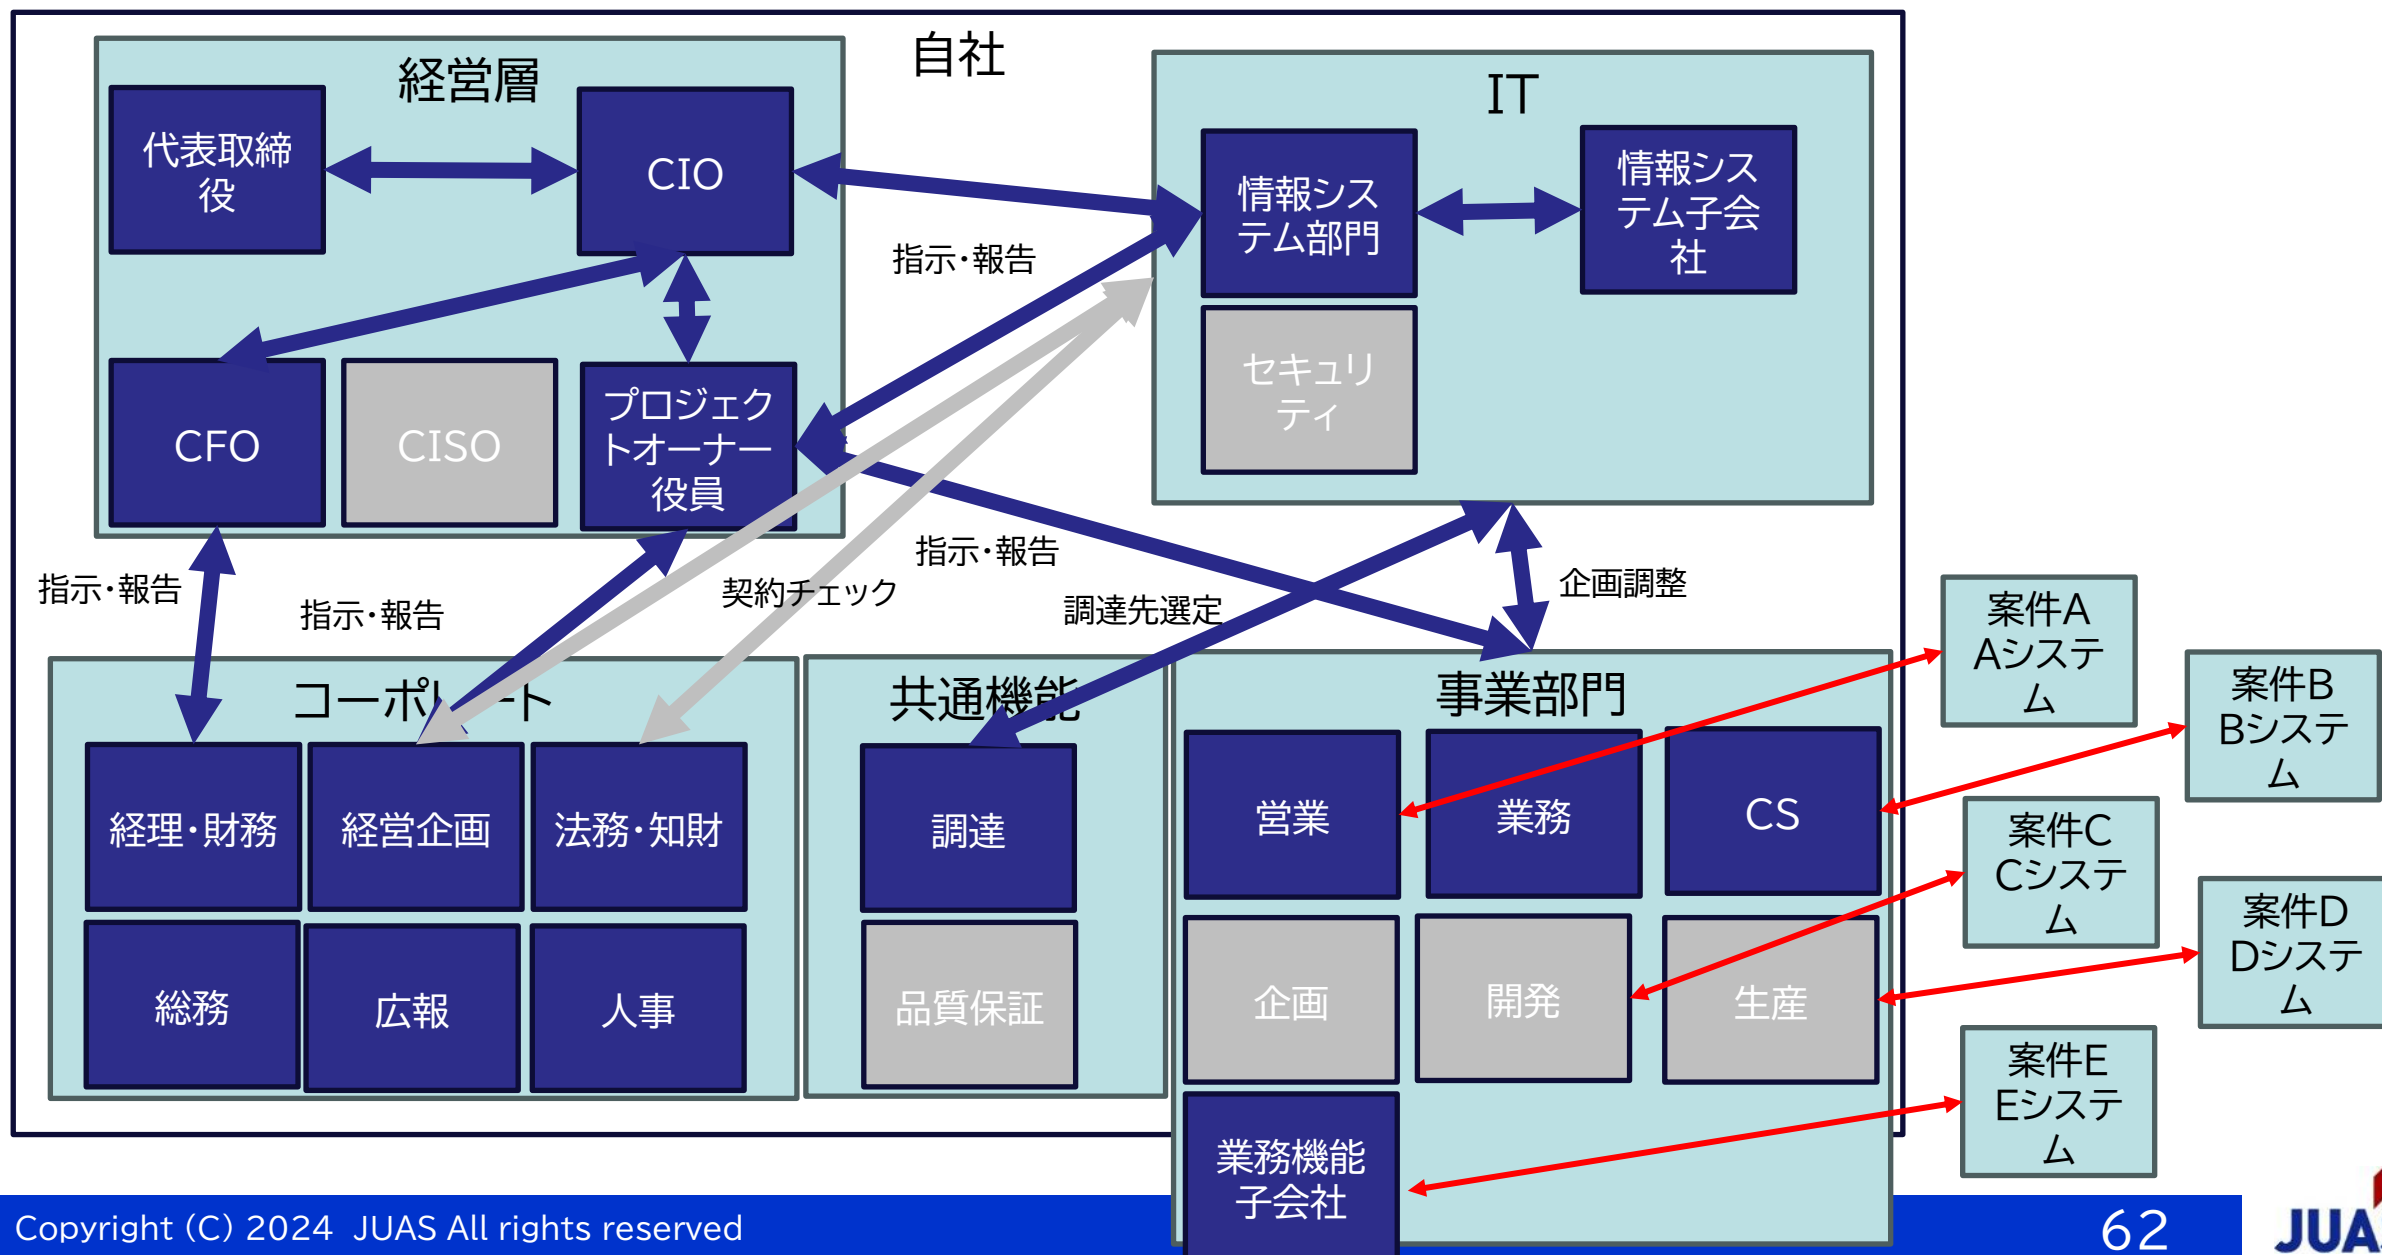 自社
経営層
代表取締
役
CIO
CFO
CISO
プロジェク
トオーナー
役員
IT
情報シス
テム部門
情報シス
テム子会
社
セキュリ
ティ
指示・報告
指示・報告
指示・報告
契約チェック
指示・報告
調達先選定
企画調整
コーポレート
経理・財務
経営企画
法務・知財
総務
広報
人事
共通機能
調達
品質保証
事業部門
営業
業務
CS
企画
開発
生産
業務機能
子会社
案件A
Aシステ
ム
案件B
Bシステ
ム
案件C
Cシステ
ム
案件D
Dシステ
ム
案件E
Eシステ
ム
Copyright (C) 2024 JUAS All rights reserved
62
JUA